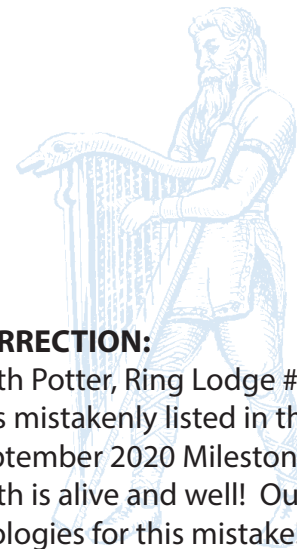 RRECTION:
th Potter, Ring Lodge #
s mistakenly listed in th
ptember 2020 Mileston
th is alive and well! Ou
ologies for this mistake